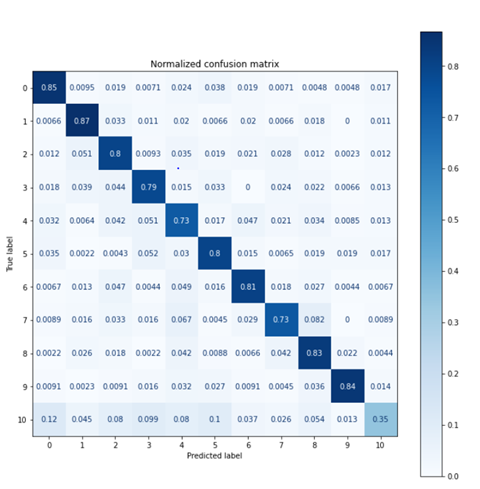 Normalized confusion matrix
0 0.85 0.0095 0.019 0.0071 0.024 0.038 0.019 0.0071 0.0048 0.0048 0.017
1 0.0066 0.87 0.033 0.011 0.02 0.0066 0.02 0.0066 0.018 0 0.011
2 0.012 0.051 0.8 0.0093 0.035 0.019 0.021 0.028 0.012 0.0023 0.012
3 0.018 0.039 0.044 0.79 0.015 0.033 0 0.024 0.022 0.0066 0.013
4 0.032 0.0064 0.042 0.051 0.73 0.017 0.047 0.021 0.034 0.0085 0.013
5 0.035 0.0022 0.0043 0.052 0.03 0.8 0.015 0.0065 0.019 0.019 0.017
6 0.0067 0.013 0.047 0.0044 0.049 0.016 0.81 0.018 0.027 0.0044 0.0067
7 0.0089 0.016 0.033 0.016 0.067 0.0045 0.029 0.73 0.082 0 0.0089
8 0.0022 0.026 0.018 0.0022 0.042 0.0088 0.0066 0.042 0.83 0.022 0.0044
9 0.0091 0.0023 0.0091 0.016 0.032 0.027 0.0091 0.0045 0.036 0.84 0.014
10 0.12 0.045 0.08 0.099 0.08 0.1 0.037 0.026 0.054 0.013 0.35
0 1 2 3 4 5 6 7 8 9 10
Predicted label
True label
0.8
0.7
0.6
0.5
0.4
0.3
0.2
0.1
0.0